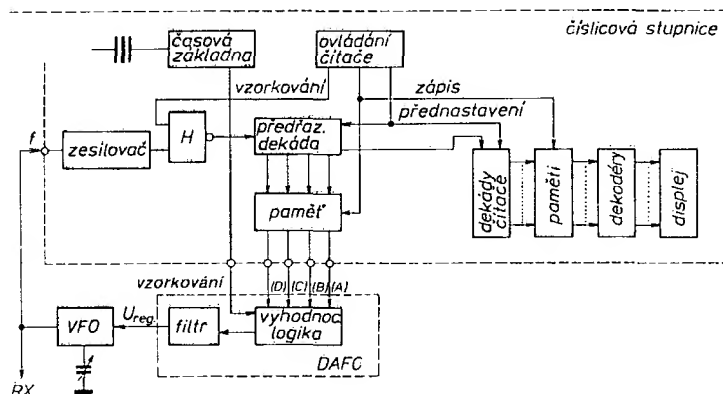 číslicová stupnice
časová
základna
ovládání
čítače
vzorkování
zápis
přednastavení
f
zesilovač
H
předřaz.
dekáda
paměť
dekády
čítače
paměti
dekodéry
displej
vzorkování
(D) (C) (B) (A)
VFO
Ureg.
filtr
vyhodnoc.
logika
DAFC
RX